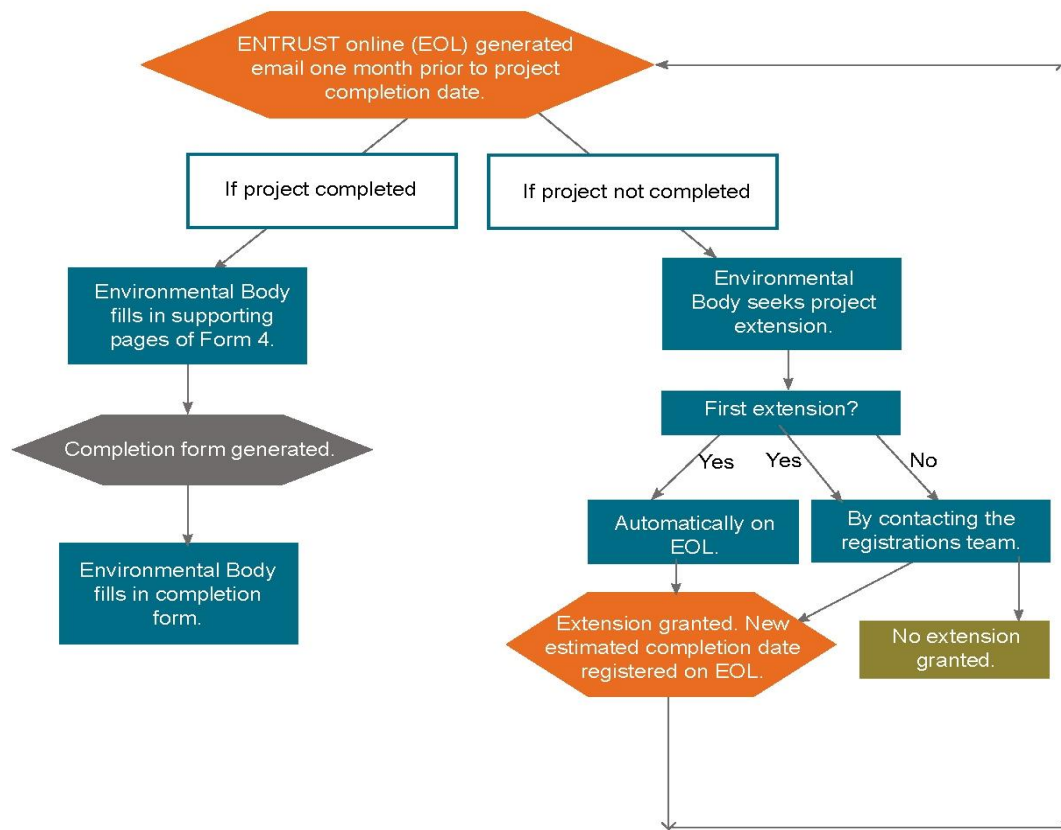 ENTRUST online (EOL) generated
email one month prior to project
completion date.
If project completed
If project not completed
Environmental Body
fills in supporting
pages of Form 4.
Environmental
Body seeks project
extension.
First extension?
Completion form generated.
Yes
Yes
No
Automatically on
EOL.
By contacting the
registrations team.
Environmental Body
fills in completion
form.
Extension granted. New
estimated completion date
registered on EOL.
No extension
granted.